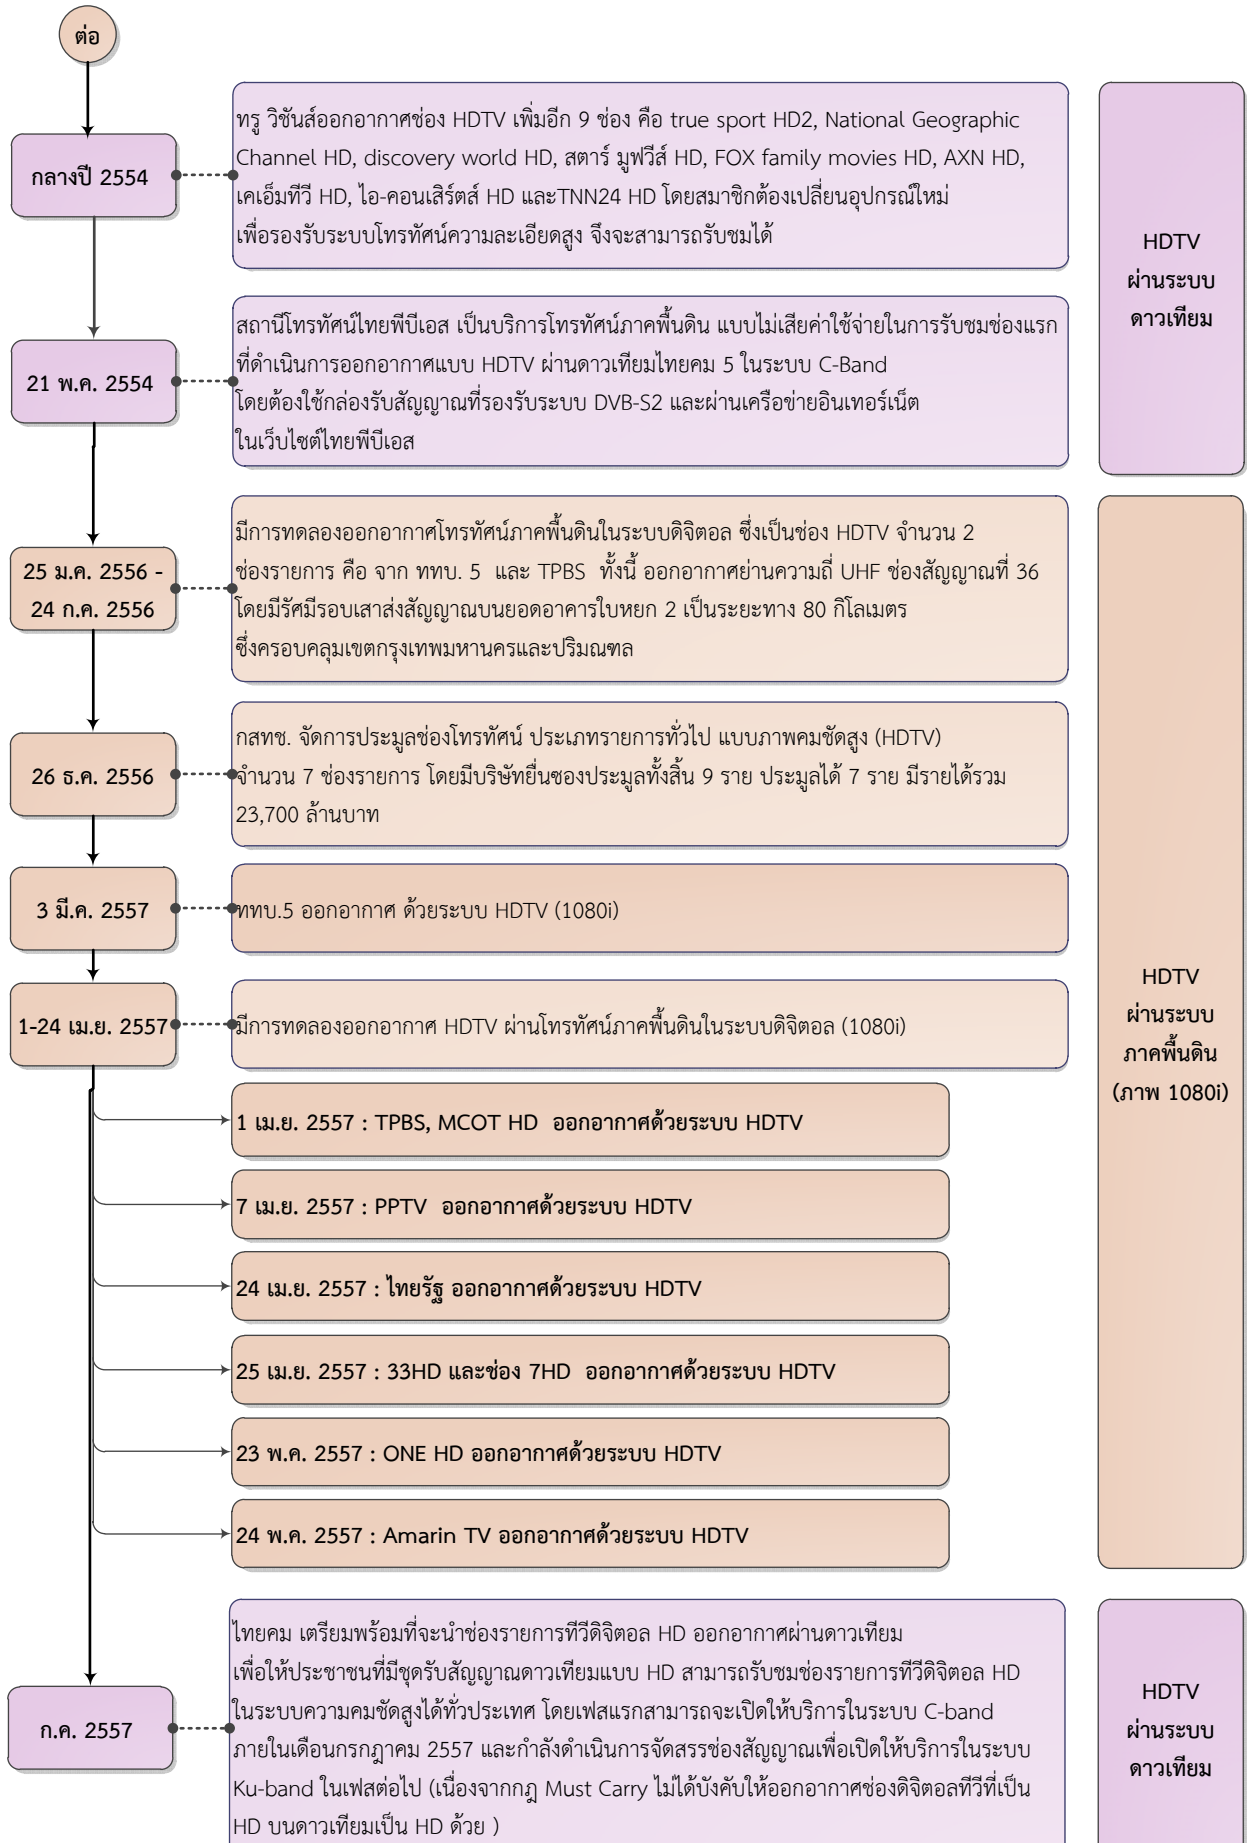 ต่อ
กลางปี 2554
ทรู วิชันส์ออกอากาศช่อง HDTV เพิ่มอีก 9 ช่อง คือ true sport HD2, National Geographic
Channel HD, discovery world HD, สตาร์ มูฟวีส์ HD, FOX family movies HD, AXN HD,
เคเอ็มทีวี HD, ไอ-คอนเสิร์ตส์ HD และTNN24 HD โดยสมาชิกต้องเปลี่ยนอุปกรณ์ใหม่
เพื่อรองรับระบบโทรทัศน์ความละเอียดสูง จึงจะสามารถรับชมได้
HDTV
ผ่านระบบ
ดาวเทียม
21 พ.ค. 2554
สถานีโทรทัศน์ไทยพีบีเอส เป็นบริการโทรทัศน์ภาคพื้นดิน แบบไม่เสียค่าใช้จ่ายในการรับชมช่องแรก
ที่ดำเนินการออกอากาศแบบ HDTV ผ่านดาวเทียมไทยคม 5 ในระบบ C-Band
โดยต้องใช้กล่องรับสัญญาณที่รองรับระบบ DVB-S2 และผ่านเครือข่ายอินเทอร์เน็ต
ในเว็บไซต์ไทยพีบีเอส
25 ม.ค. 2556 -
24 ก.ค. 2556
มีการทดลองออกอากาศโทรทัศน์ภาคพื้นดินในระบบดิจิตอล ซึ่งเป็นช่อง HDTV จำนวน 2
ช่องรายการ คือ จาก ททบ. 5 และ TPBS ทั้งนี้ ออกอากาศย่านความถี่ UHF ช่องสัญญาณที่ 36
โดยมีรัศมีรอบเสาส่งสัญญาณบนยอดอาคารใบหยก 2 เป็นระยะทาง 80 กิโลเมตร
ซึ่งครอบคลุมเขตกรุงเทพมหานครและปริมณฑล
26 ธ.ค. 2556
กสทช. จัดการประมูลช่องโทรทัศน์ ประเภทรายการทั่วไป แบบภาพคมชัดสูง (HDTV)
จำนวน 7 ช่องรายการ โดยมีบริษัทยื่นซองประมูลทั้งสิ้น 9 ราย ประมูลได้ 7 ราย มีรายได้รวม
23,700 ล้านบาท
3 มี.ค. 2557
ททบ.5 ออกอากาศ ด้วยระบบ HDTV (1080i)
HDTV
ผ่านระบบ
ภาคพื้นดิน
(ภาพ 1080i)
1-24 เม.ย. 2557
มีการทดลองออกอากาศ HDTV ผ่านโทรทัศน์ภาคพื้นดินในระบบดิจิตอล (1080i)
1 เม.ย. 2557 : TPBS, MCOT HD ออกอากาศด้วยระบบ HDTV
7 เม.ย. 2557 : PPTV ออกอากาศด้วยระบบ HDTV
24 เม.ย. 2557 : ไทยรัฐ ออกอากาศด้วยระบบ HDTV
25 เม.ย. 2557 : 33HD และช่อง 7HD ออกอากาศด้วยระบบ HDTV
23 พ.ค. 2557 : ONE HD ออกอากาศด้วยระบบ HDTV
24 พ.ค. 2557 : Amarin TV ออกอากาศด้วยระบบ HDTV
ก.ค. 2557
ไทยคม เตรียมพร้อมที่จะนำช่องรายการทีวีดิจิตอล HD ออกอากาศผ่านดาวเทียม
เพื่อให้ประชาชนที่มีชุดรับสัญญาณดาวเทียมแบบ HD สามารถรับชมช่องรายการทีวีดิจิตอล HD
ในระบบความคมชัดสูงได้ทั่วประเทศ โดยเฟสแรกสามารถจะเปิดให้บริการในระบบ C-band
ภายในเดือนกรกฎาคม 2557 และกำลังดำเนินการจัดสรรช่องสัญญาณเพื่อเปิดให้บริการในระบบ
Ku-band ในเฟสต่อไป (เนื่องจากกฎ Must Carry ไม่ได้บังคับให้ออกอากาศช่องดิจิตอลทีวีที่เป็น
HD บนดาวเทียมเป็น HD ด้วย )
HDTV
ผ่านระบบ
ดาวเทียม